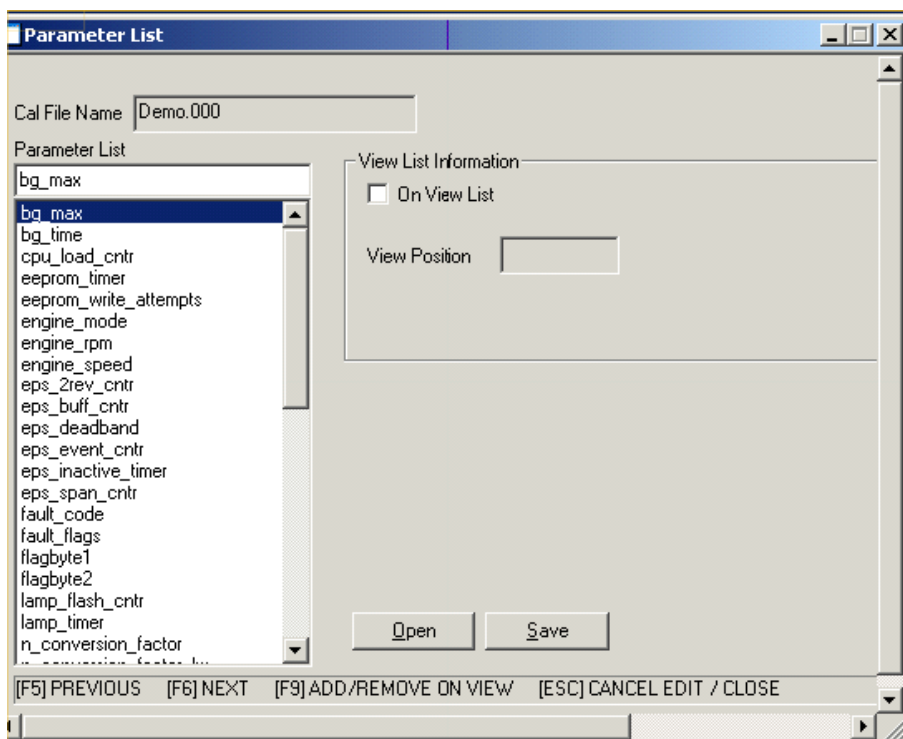 Parameter List
Cal File Name Demo.000
Parameter List
bg_max
bg_max
bg_time
cpu_load_cntr
eeprom_timer
eeprom_write_attempts
engine_mode
engine_rpm
engine_speed
eps_2rev_cntr
eps_buff_cntr
eps_deadband
eps_event_cntr
eps_inactive_timer
eps_span_cntr
fault_code
fault_flags
flagbyte1
flagbyte2
lamp_flash_cntr
lamp_timer
n_conversion_factor
View List Information
On View List
View Position
Open Save
[F5] PREVIOUS [F6] NEXT [F9] ADD/REMOVE ON VIEW [ESC] CANCEL EDIT / CLOSE